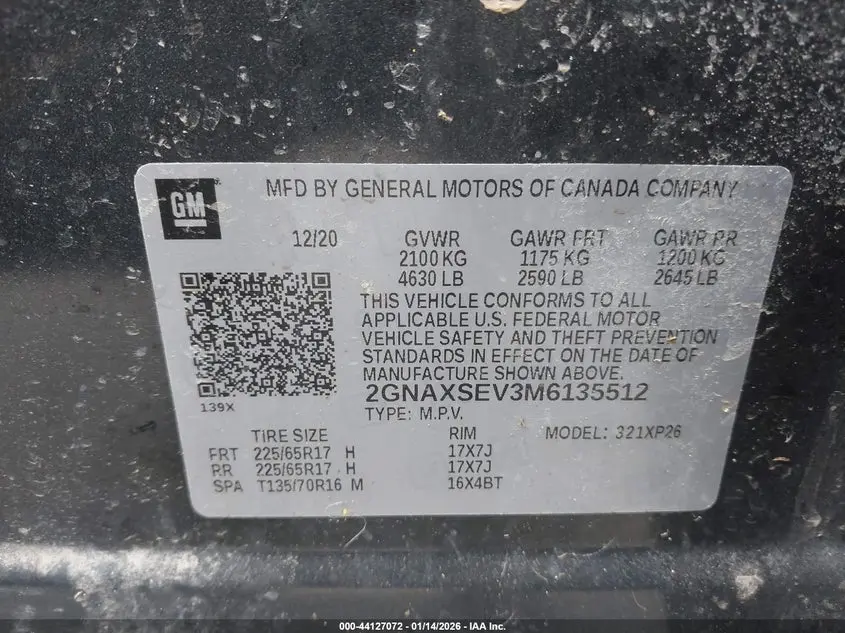 GM
MFD BY GENERAL MOTORS OF CANADA COMPANY
12/20 GVWR GAWR FRT GAWR RR
2100 KG 1175 KG 1200 KG
4630 LB 2590 LB 2645 LB
THIS VEHICLE CONFORMS TO ALL
APPLICABLE U.S. FEDERAL MOTOR
VEHICLE SAFETY AND THEFT PREVENTION
STANDARDS IN EFFECT ON THE DATE OF
MANUFACTURE SHOWN ABOVE.
139X
2GNAXSEV3M6135512
TYPE: M.P.V.
TIRE SIZE RIM MODEL: 321XP26
FRT 225/65R17 H 17X7J
RR 225/65R17 H 17X7J
SPA T135/70R16 M 16X4BT
000-44127072 - 01/14/2026 - IAA Inc.